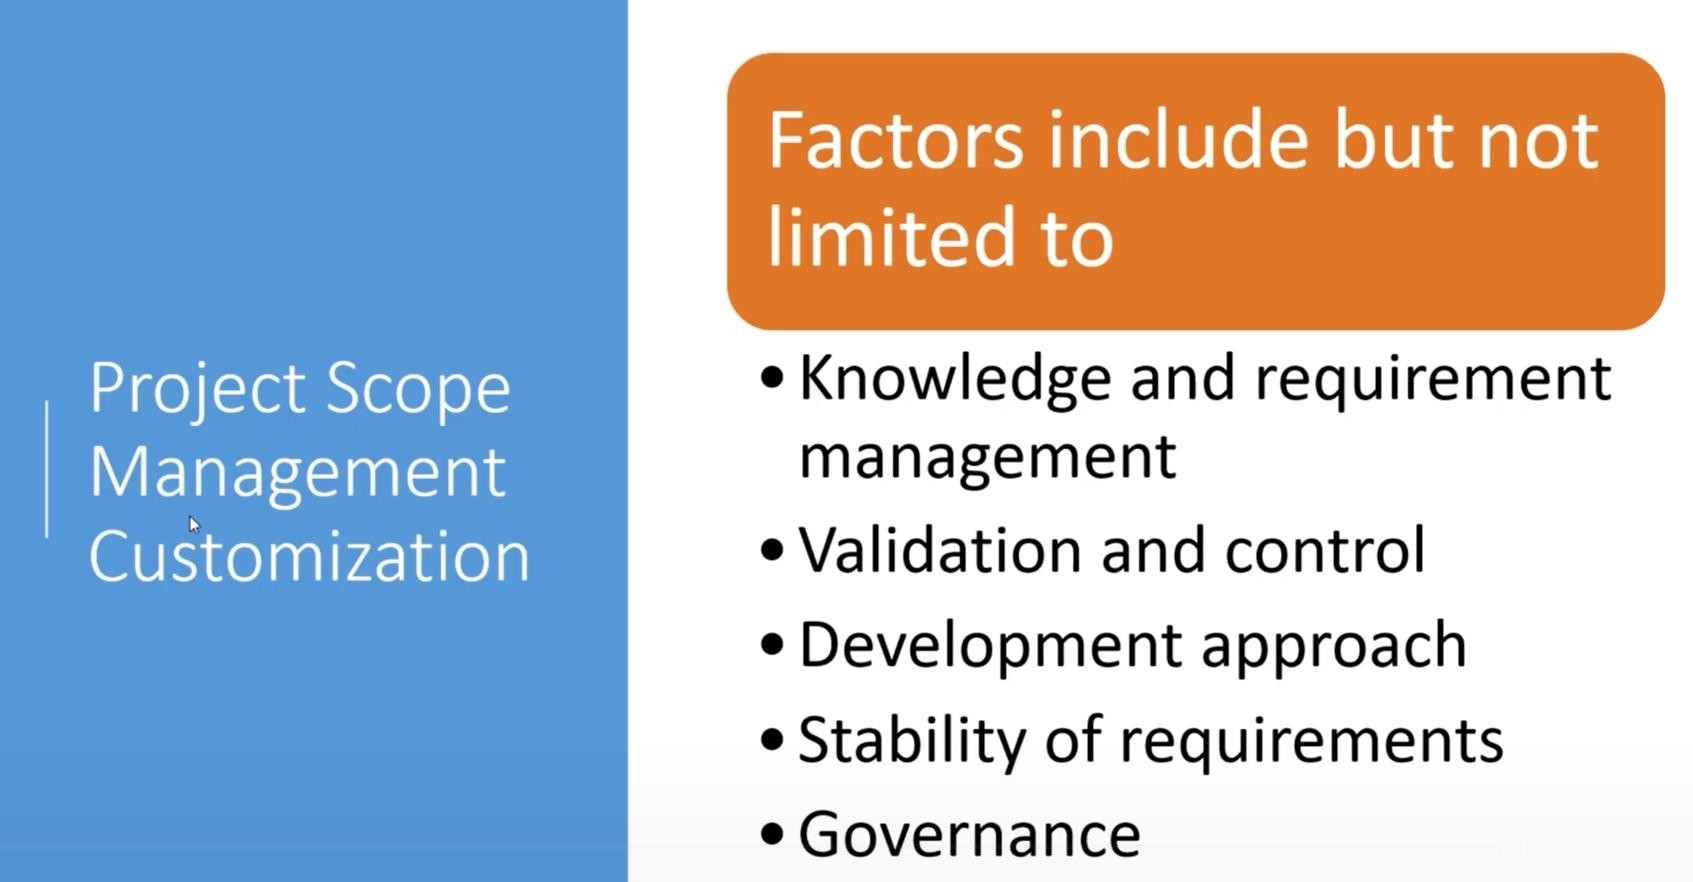 Project Scope
Management
Customization
Factors include but not
limited to
• Knowledge and requirement
management
• Validation and control
• Development approach
• Stability of requirements
• Governance